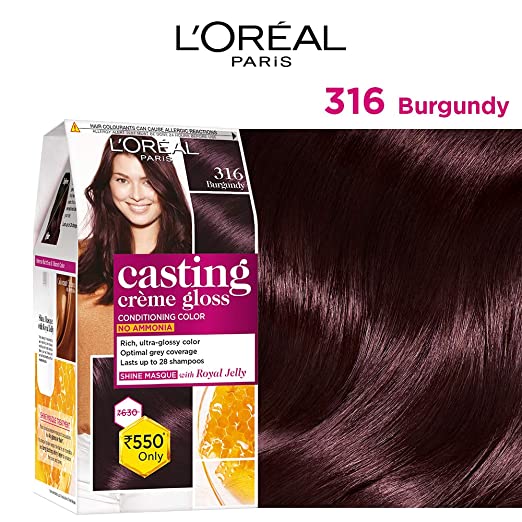 L'ORÉAL
PARIS
316 Burgundy
HAIR COLOURANTS CAN CAUSE ALLERGIC REACTIONS
L'ORÉAL
PARIS
316
Burgundy
casting
crème gloss
CONDITIONING COLOR
NO AMMONIA
Rich, ultra-glossy color
Optimal grey coverage
Lasts up to 28 shampoos
SHINE MASQUE with Royal Jelly
₹630
₹550*
Only